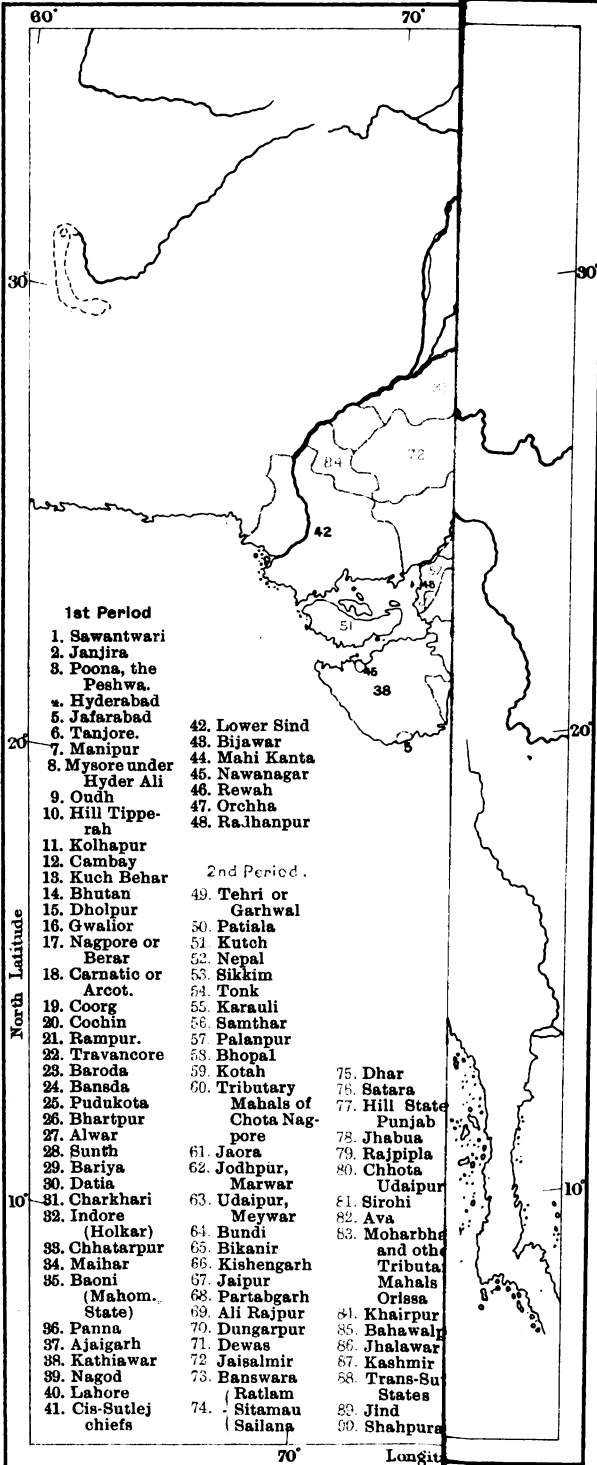 60°
70°
30°
30°
84
72
42
57
48
51
45
38
5
20°
20°
10°
10°
North Latitude
1st Period
1. Sawantwari
2. Janjira
3. Poona, the
Peshwa.
4. Hyderabad
5. Jafarabad
6. Tanjore.
7. Manipur
8. Mysore under
Hyder Ali
9. Oudh
10. Hill Tippe-
rah
11. Kolhapur
12. Cambay
13. Kuch Behar
14. Bhutan
15. Dholpur
16. Gwalior
17. Nagpore or
Berar
18. Carnatic or
Arcot.
19. Coorg
20. Cochin
21. Rampur.
22. Travancore
23. Baroda
24. Bansda
25. Pudukota
26. Bhartpur
27. Alwar
28. Sunth
29. Bariya
30. Datia
31. Charkhari
32. Indore
(Holkar)
33. Chhatarpur
34. Maihar
35. Baoni
(Mahom.
State)
36. Panna
37. Ajaigarh
38. Kathiawar
39. Nagod
40. Lahore
41. Cis-Sutlej
chiefs
42. Lower Sind
43. Bijawar
44. Mahi Kanta
45. Nawanagar
46. Rewah
47. Orchha
48. Radhanpur
2nd Period.
49. Tehri or
Garhwal
50. Patiala
51. Kutch
52. Nepal
53. Sikkim
54. Tonk
55. Karauli
56. Samthar
57. Palanpur
58. Bhopal
59. Kotah
60. Tributary
Mahals of
Chota Nag-
pore
61. Jaora
62. Jodhpur,
Marwar
63. Udaipur,
Meywar
64. Bundi
65. Bikanir
66. Kishengarh
67. Jaipur
68. Partabgarh
69. Ali Rajpur
70. Dungarpur
71. Dewas
72 Jaisalmir
73. Banswara
Ratlam
74. Sitamau
Sailana
75. Dhar
76. Satara
77. Hill State
Punjab
78. Jhabua
79. Rajpipla
80. Chhota
Udaipur
81. Sirohi
82. Ava
83. Moharbha
and othe
Tributa
Mahals
Orissa
84. Khairpur
85. Bahawalp
86. Jhalawar
87. Kashmir
88. Trans-Su
States
89. Jind
90. Shahpura
70°
Longit